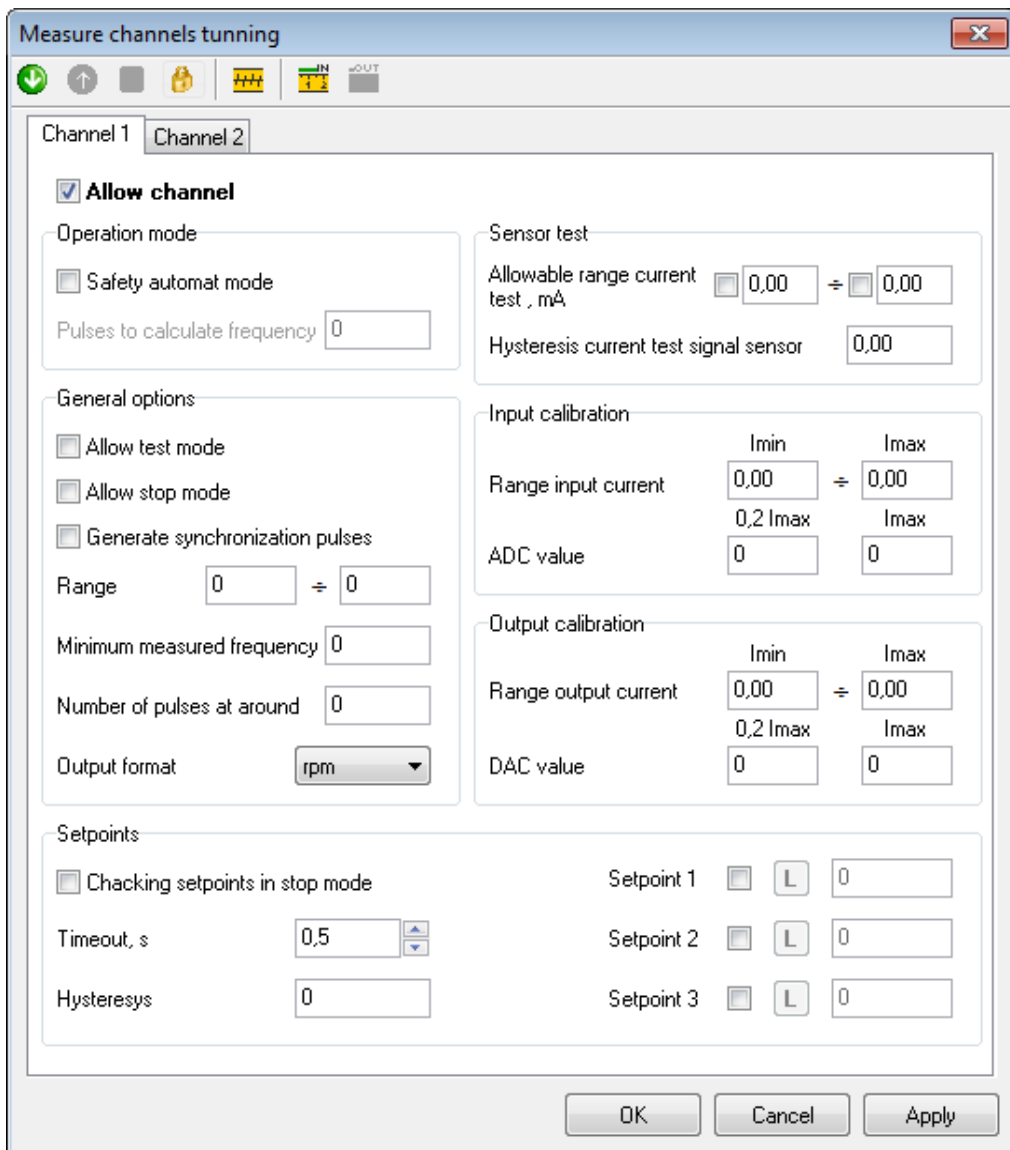 Measure channels tunning
IN
1 2
OUT
Channel 1
Channel 2
Allow channel
Operation mode
Safety automat mode
Pulses to calculate frequency 0
Sensor test
Allowable range current
test , mA 0,00 ÷ 0,00
Hysteresis current test signal sensor 0,00
General options
Allow test mode
Allow stop mode
Generate synchronization pulses
Range 0 ÷ 0
Minimum measured frequency 0
Number of pulses at around 0
Output format rpm
Input calibration
Imin Imax
Range input current 0,00 ÷ 0,00
0,2 Imax Imax
ADC value 0 0
Output calibration
Imin Imax
Range output current 0,00 ÷ 0,00
0,2 Imax Imax
DAC value 0 0
Setpoints
Chacking setpoints in stop mode
Timeout, s 0,5
Hysteresys 0
Setpoint 1 L 0
Setpoint 2 L 0
Setpoint 3 L 0
OK Cancel Apply